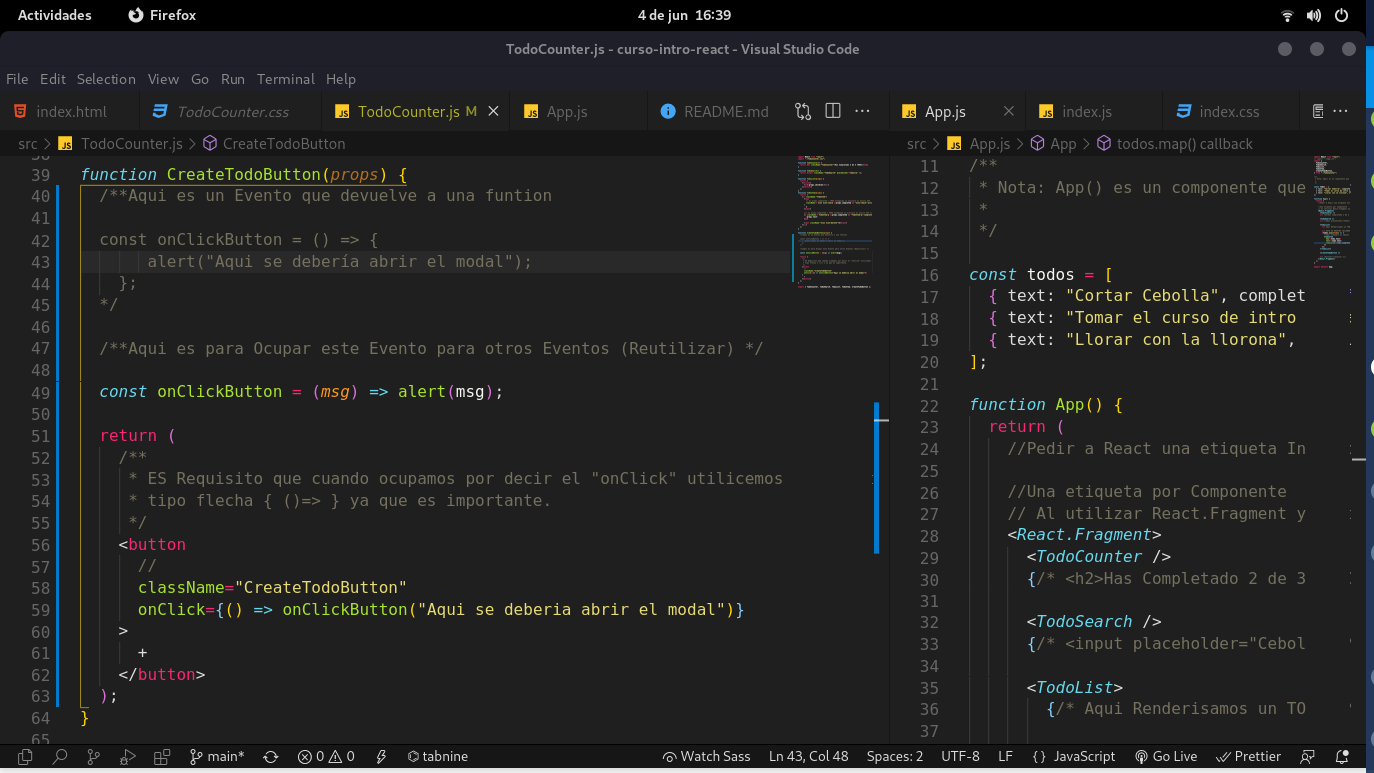 Actividades Firefox 4 de jun 16:39
TodoCounter.js - curso-intro-react - Visual Studio Code
File Edit Selection View Go Run Terminal Help
index.html TodoCounter.css TodoCounter.js M App.js README.md
src > TodoCounter.js > CreateTodoButton
39 function CreateTodoButton(props) {
40 /**Aqui es un Evento que devuelve a una funtion
41
42 const onClickButton = () => {
43 alert("Aqui se debería abrir el modal");
44 };
45 */
46
47 /**Aqui es para Ocupar este Evento para otros Eventos (Reutilizar) */
48
49 const onClickButton = (msg) => alert(msg);
50
51 return (
52 /**
53 * ES Requisito que cuando ocupamos por decir el "onClick" utilicemos
54 * tipo flecha { ()=> } ya que es importante.
55 */
56 <button
57 //
58 className="CreateTodoButton"
59 onClick={() => onClickButton("Aqui se deberia abrir el modal")}
60 >
61 +
62 </button>
63 );
64 }
65
App.js index.js index.css
src > App.js > App > todos.map() callback
11 /**
12 * Nota: App() es un componente que
13 *
14 */
15
16 const todos = [
17 { text: "Cortar Cebolla", complet
18 { text: "Tomar el curso de intro
19 { text: "Llorar con la llorona",
20 ];
21
22 function App() {
23 return (
24 //Pedir a React una etiqueta In
25
26 //Una etiqueta por Componente
27 // Al utilizar React.Fragment y
28 <React.Fragment>
29 <TodoCounter />
30 {/* <h2>Has Completado 2 de 3
31
32 <TodoSearch />
33 {/* <input placeholder="Cebol
34
35 <TodoList>
36 {/* Aqui Renderisamos un TO
37
main* 0 0 tabnine Watch Sass Ln 43, Col 48 Spaces: 2 UTF-8 LF {} JavaScript Go Live Prettier